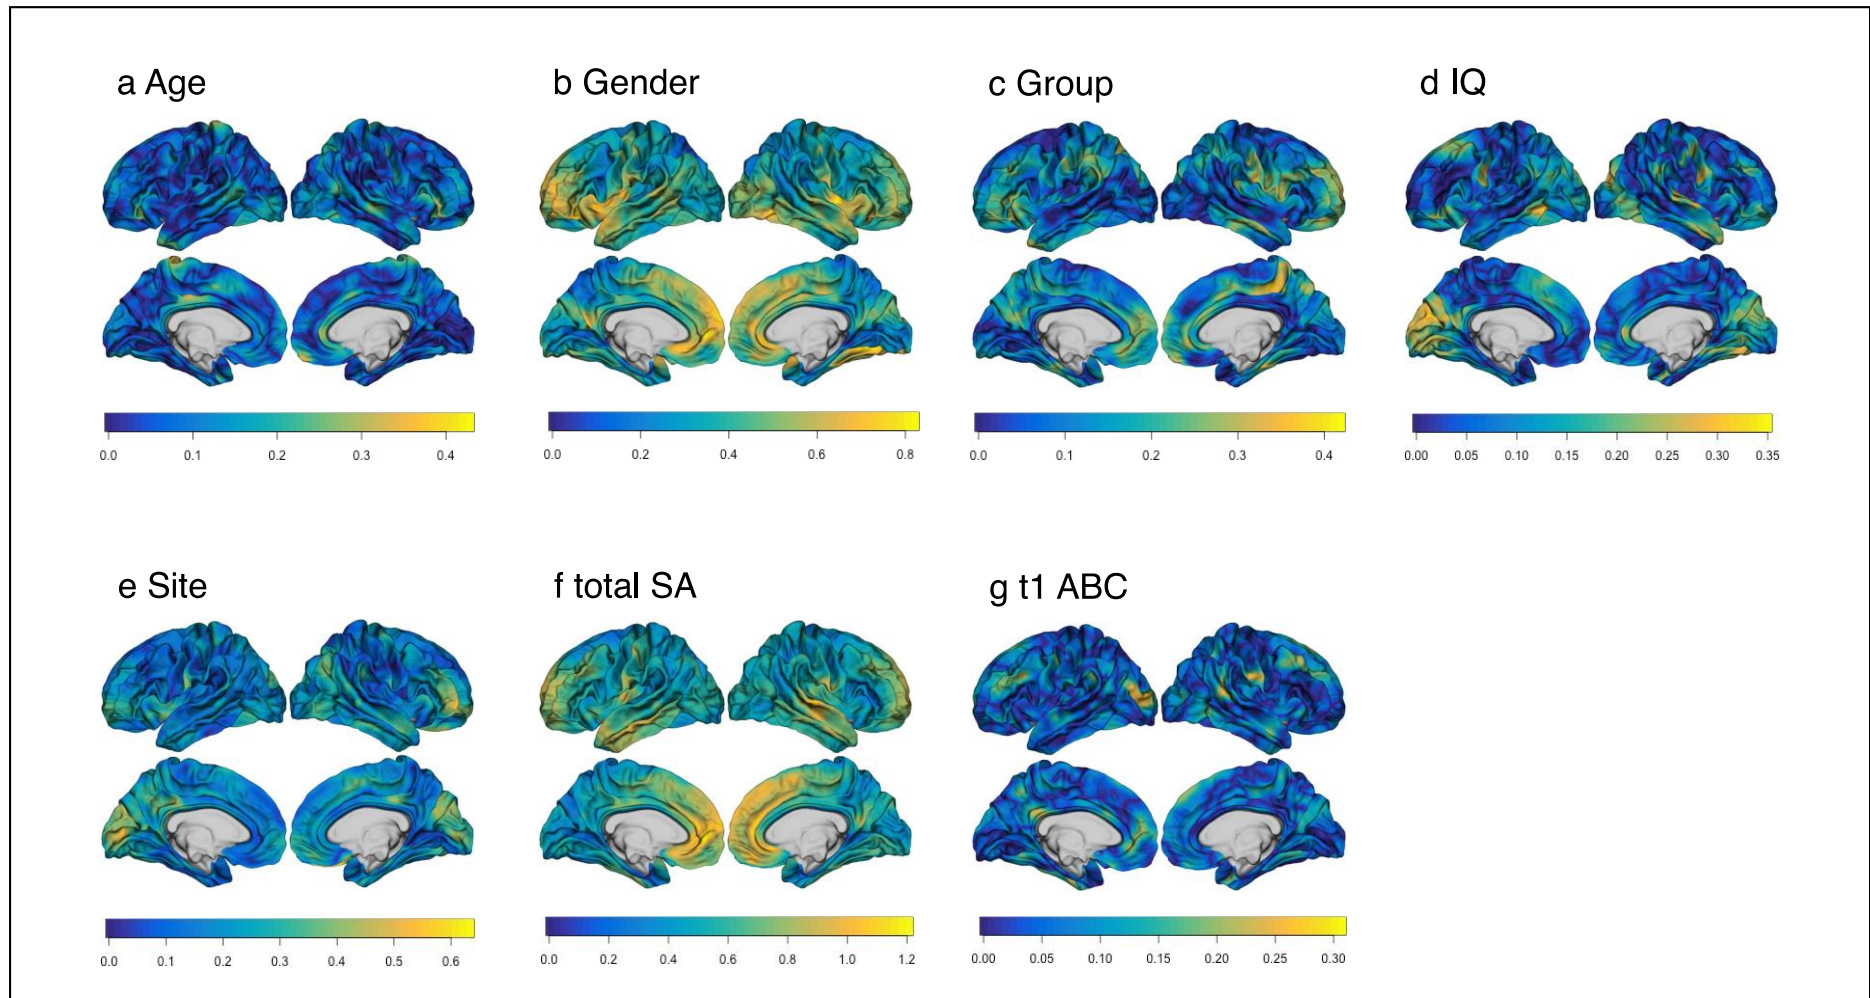 a Age
b Gender
c Group
d IQ
0.0 0.1 0.2 0.3 0.4
0.0 0.2 0.4 0.6 0.8
0.0 0.1 0.2 0.3 0.4
0.00 0.05 0.10 0.15 0.20 0.25 0.30 0.35
e Site
f total SA
g t1 ABC
0.0 0.1 0.2 0.3 0.4 0.5 0.6
0.0 0.2 0.4 0.6 0.8 1.0 1.2
0.00 0.05 0.10 0.15 0.20 0.25 0.30